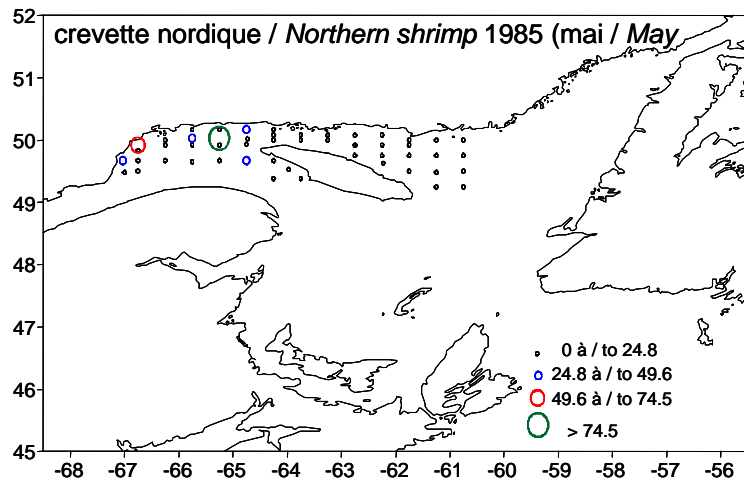 crevette nordique / Northern shrimp 1985 (mai / May
52
51
50
49
48
47
46
45
0 à / to 24.8
24.8 à / to 49.6
49.6 à / to 74.5
> 74.5
-68 -67 -66 -65 -64 -63 -62 -61 -60 -59 -58 -57 -56